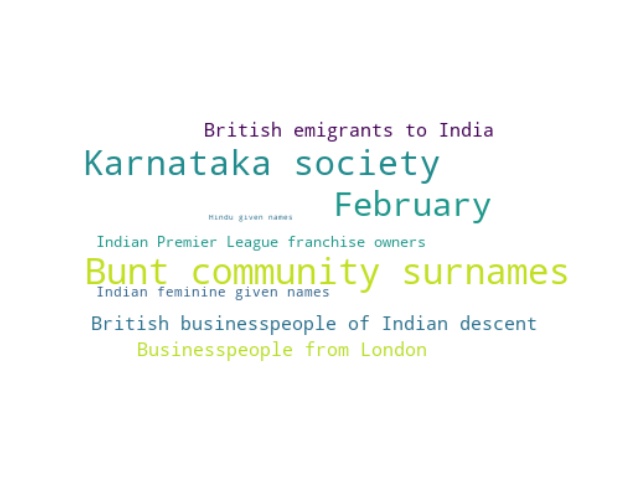 British emigrants to India
Karnataka society
February
Hindu given names
Indian Premier League franchise owners
Bunt community surnames
Indian feminine given names
British businesspeople of Indian descent
Businesspeople from London